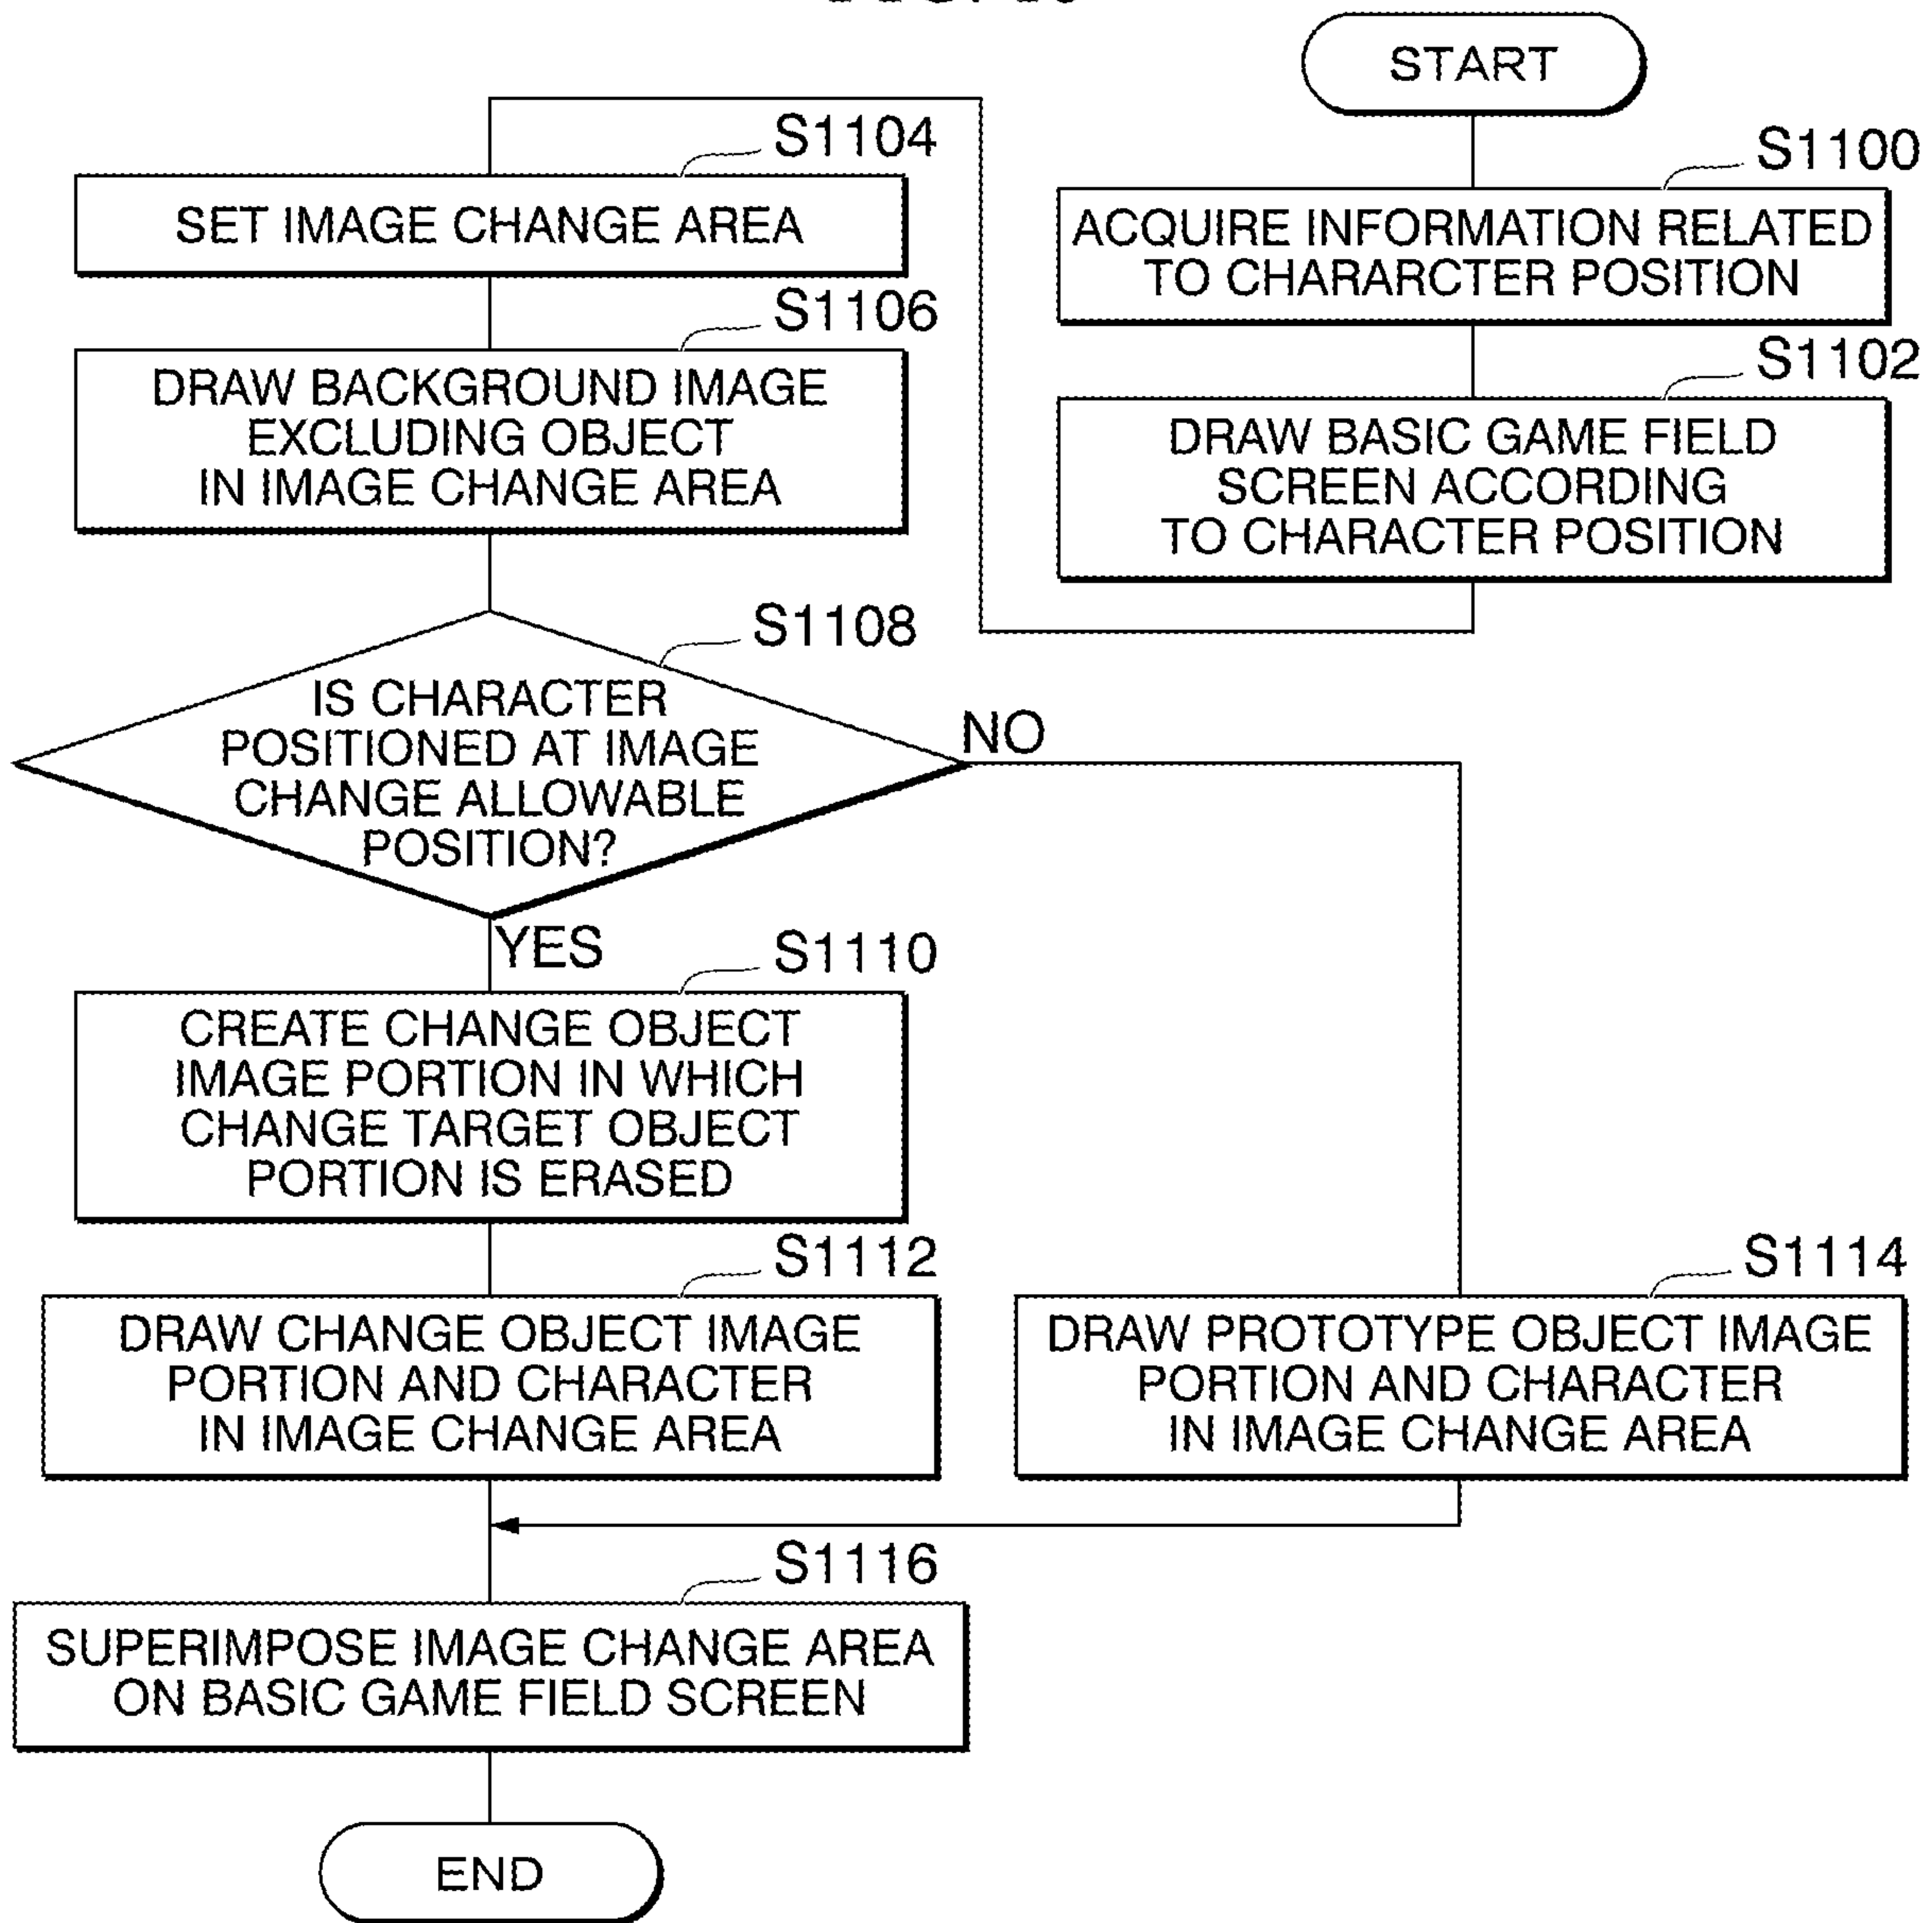 START
S1100
ACQUIRE INFORMATION RELATED
TO CHARARCTER POSITION
S1102
DRAW BASIC GAME FIELD
SCREEN ACCORDING
TO CHARACTER POSITION
S1104
SET IMAGE CHANGE AREA
S1106
DRAW BACKGROUND IMAGE
EXCLUDING OBJECT
IN IMAGE CHANGE AREA
S1108
IS CHARACTER
POSITIONED AT IMAGE
CHANGE ALLOWABLE
POSITION?
NO
YES
S1110
CREATE CHANGE OBJECT
IMAGE PORTION IN WHICH
CHANGE TARGET OBJECT
PORTION IS ERASED
S1112
DRAW CHANGE OBJECT IMAGE
PORTION AND CHARACTER
IN IMAGE CHANGE AREA
S1114
DRAW PROTOTYPE OBJECT IMAGE
PORTION AND CHARACTER
IN IMAGE CHANGE AREA
S1116
SUPERIMPOSE IMAGE CHANGE AREA
ON BASIC GAME FIELD SCREEN
END